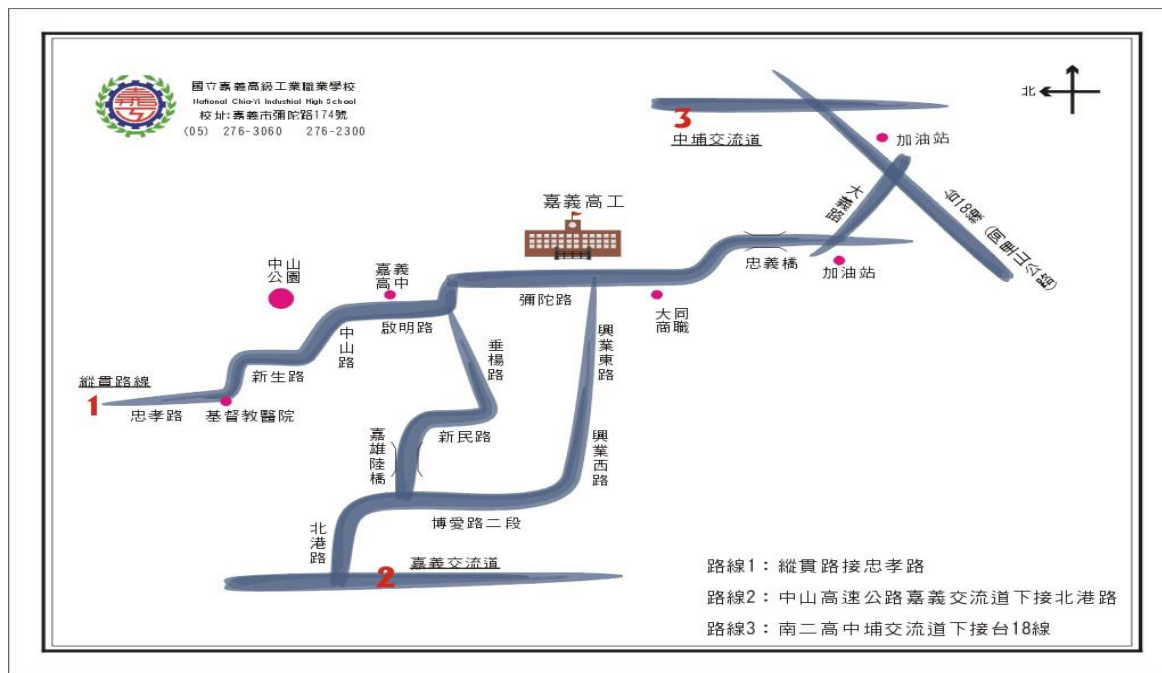 國立嘉義高級工業職業學校
National Chia-Yi Industrial High School
校址:嘉義市彌陀路174號
(05) 276-3060 276-2300
北
3
中埔交流道
加油站
台18線(阿里山公路)
大義路
嘉義高工
忠義橋
加油站
中山
公園
嘉義
高中
彌陀路
大同
商職
啟明路
中山路
新生路
垂楊路
興業東路
縱貫路線
1
忠孝路
基督教醫院
新民路
嘉雄陸橋
興業西路
博愛路二段
北港路
嘉義交流道
2
路線1:縱貫路接忠孝路
路線2:中山高速公路嘉義交流道下接北港路
路線3:南二高中埔交流道下接台18線